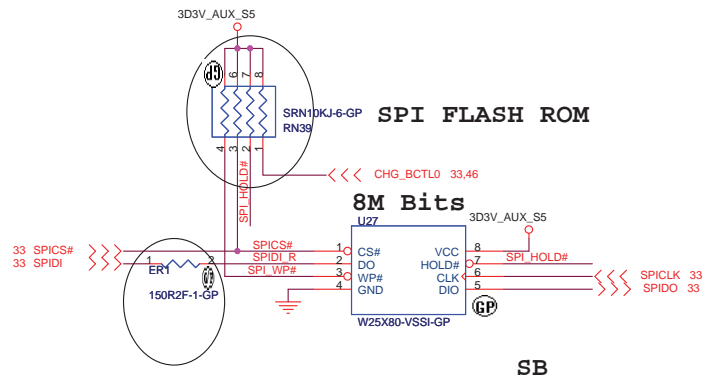 3D3V_AUX_S5
GP
6 7 8
SRN10KJ-6-GP
RN39
SPI FLASH ROM
4 3 2 1
SPI_HOLD#
CHG_BCTL0 33,46
8M Bits
U27
3D3V_AUX_S5
33 SPICS#
33 SPIDI
1 2
ER1
150R2F-1-GP
GP
SPICS#
SPIDI_R
SPI_WP#
1 CS#
2 DO
3 WP#
4 GND
VCC 8
HOLD# 7
CLK 6
DIO 5
SPI_HOLD#
SPICLK 33
SPIDO 33
GP
W25X80-VSSI-GP
SB